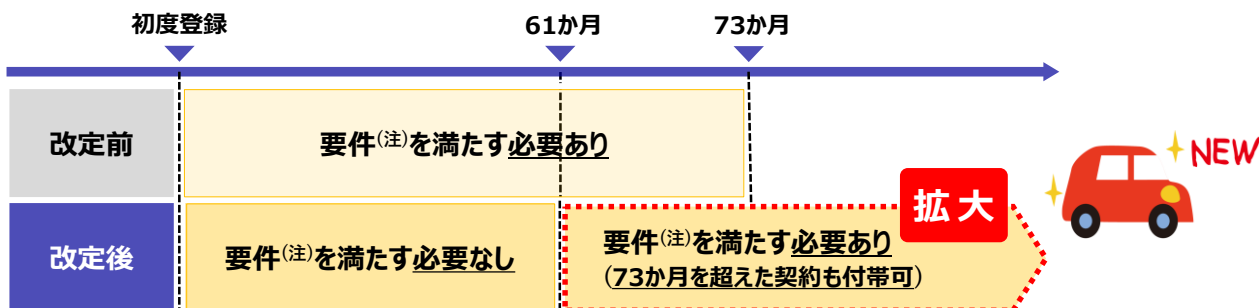 初度登録 61か月 73か月
改定前 要件(注)を満たす必要あり
NEW
拡大
改定後 要件(注)を満たす必要なし 要件(注)を満たす必要あり
(73か月を超えた契約も付帯可)